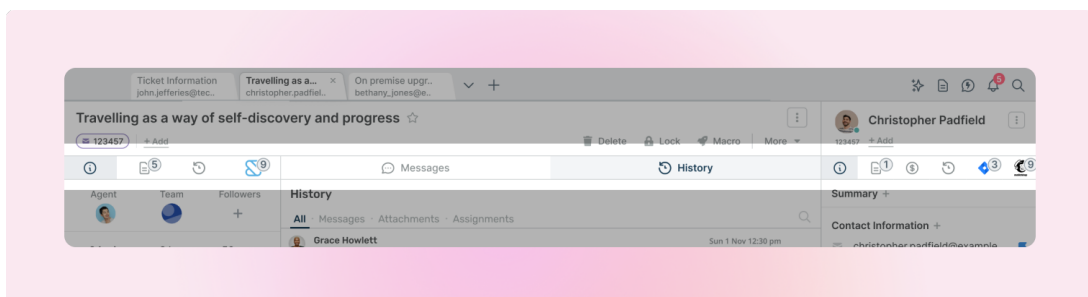 Ticket Information
john.jefferies@tec..
Travelling as a... ×
christopher.padfiel..
On premise upgr..
bethany_jones@e..
5
Travelling as a way of self-discovery and progress
123457
+ Add
Delete
Lock
Macro
More
Christopher Padfield
123457
+ Add
5
9
Messages
History
1
3
9
Agent
Team
Followers
History
All · Messages · Attachments · Assignments
Grace Howlett
Sun 1 Nov 12:30 pm
Summary +
Contact Information +
christopher.padfield@example